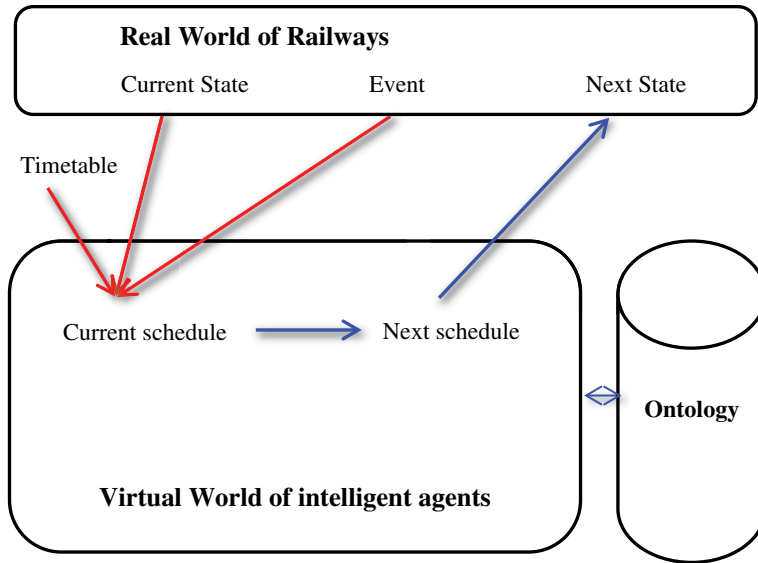 Real World of Railways
Current State Event Next State
Timetable
Current schedule Next schedule
Ontology
Virtual World of intelligent agents